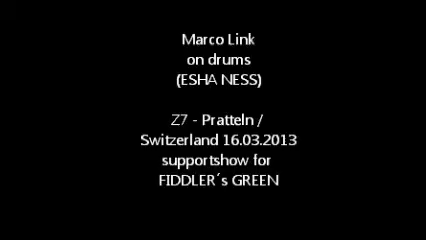 Marco Link
on drums
(ESHA NESS)
Z7 - Pratteln /
Switzerland 16.03.2013
supportshow for
FIDDLER´s GREEN